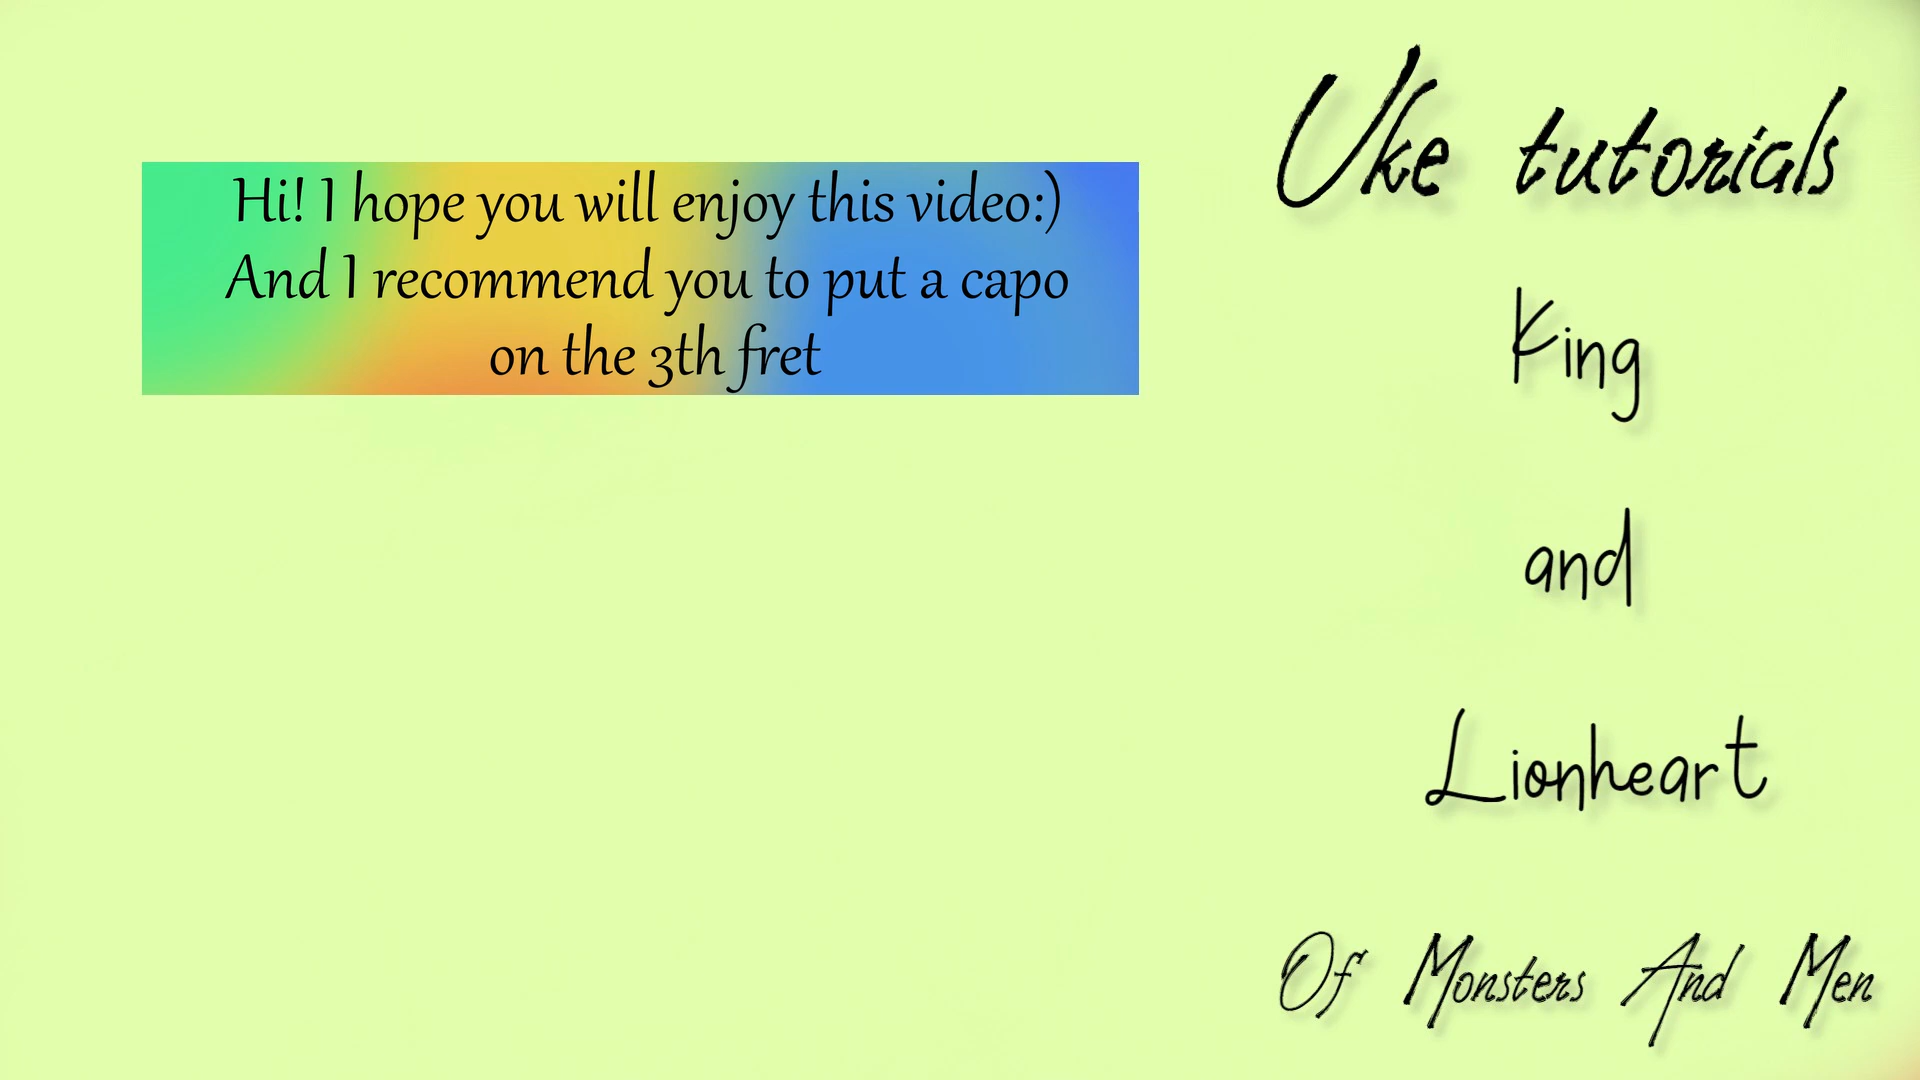 Hi! I hope you will enjoy this video:)
And I recommend you to put a capo
on the 3th fret
Uke tutorials
King
and
Lionheart
Of Monsters And Men